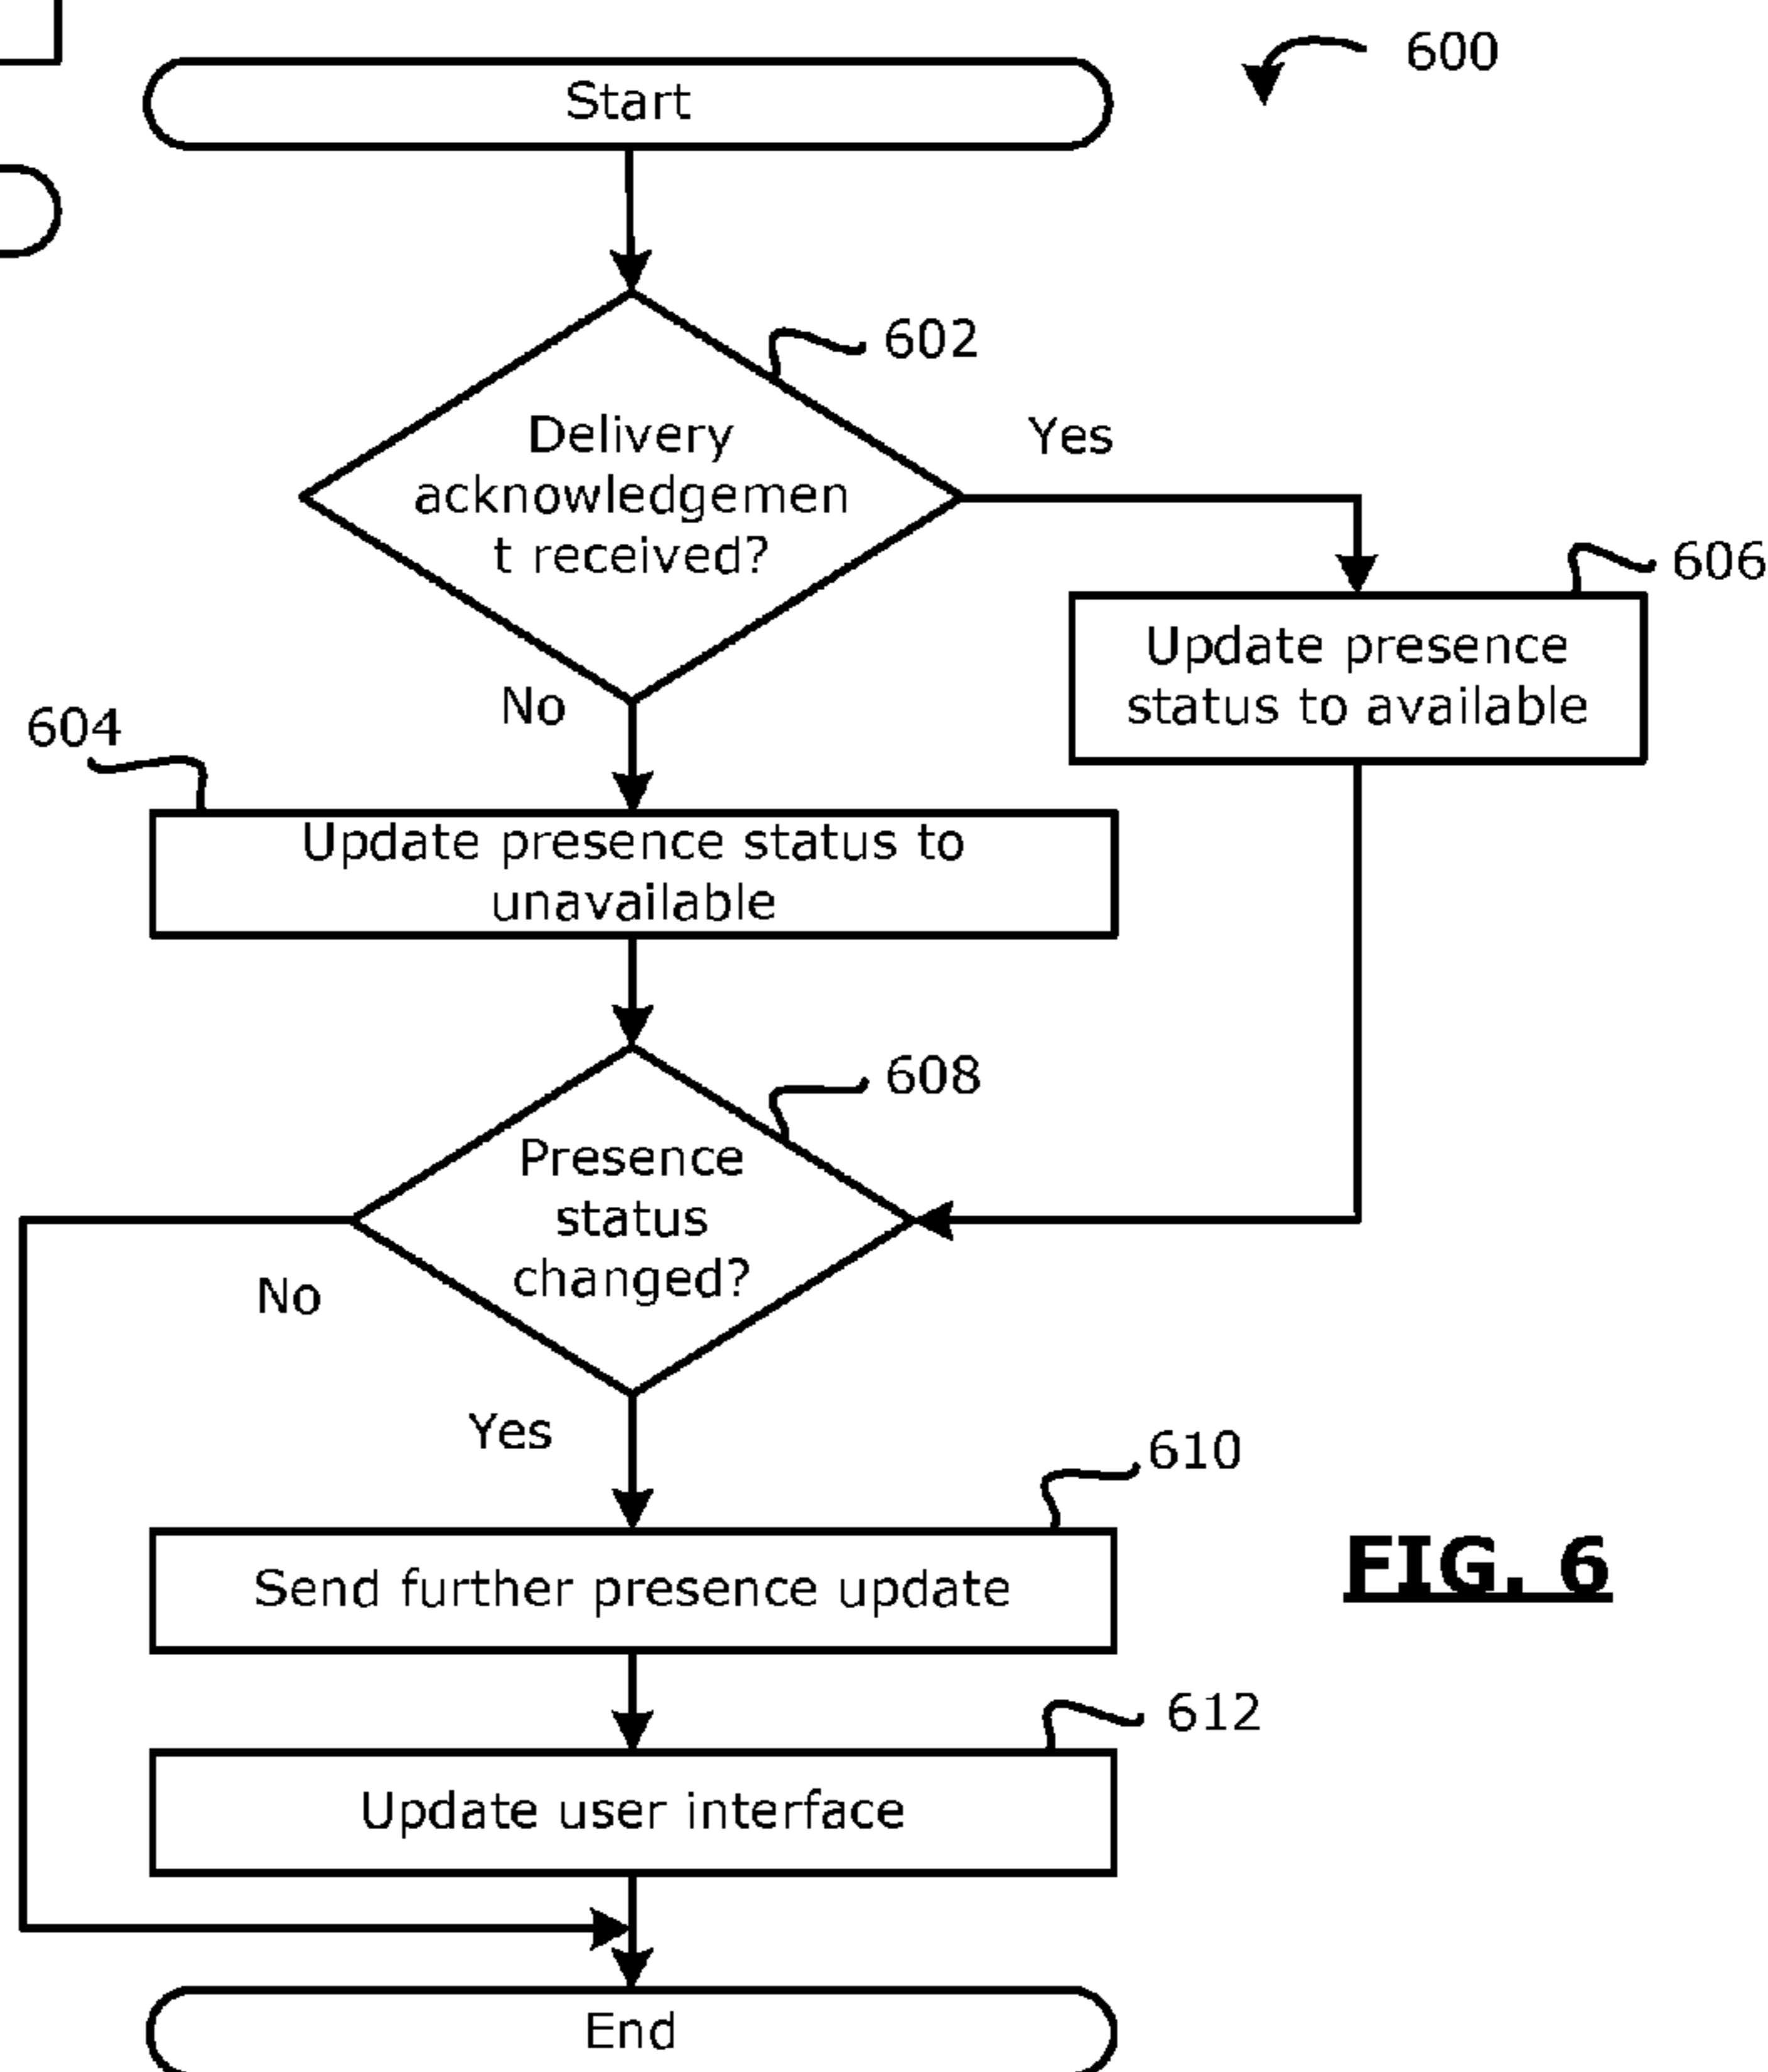 600
Start
602
Delivery
acknowledgemen
t received?
Yes
606
Update presence
status to available
No
604
Update presence status to
unavailable
608
Presence
status
changed?
No
Yes
610
Send further presence update
FIG. 6
612
Update user interface
End